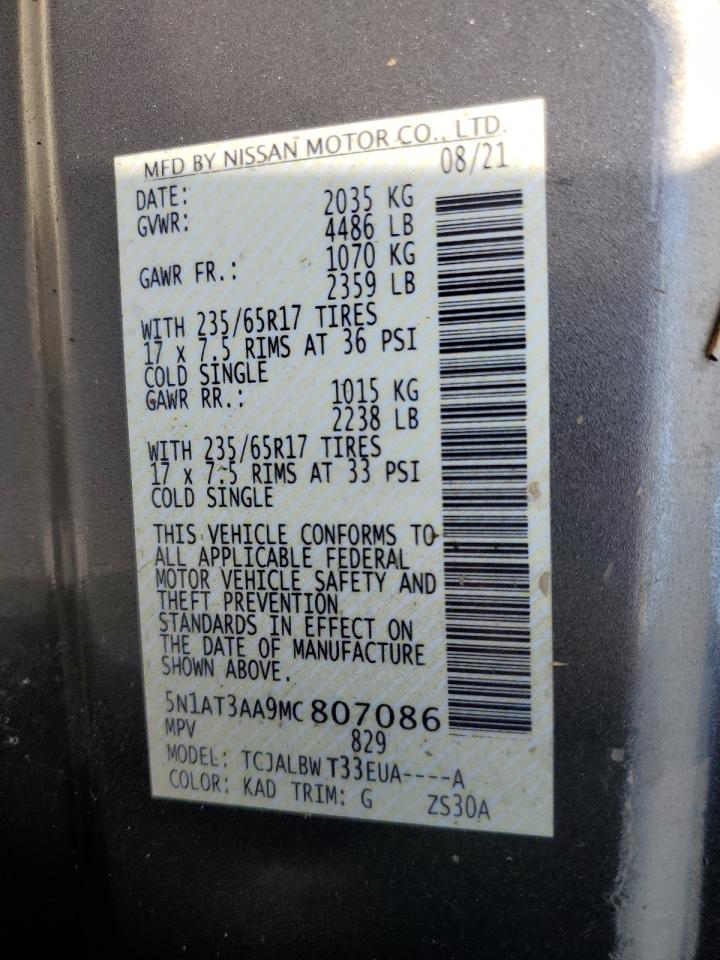 MFD BY NISSAN MOTOR CO., LTD.
DATE: 08/21
GVWR: 2035 KG
4486 LB
GAWR FR.: 1070 KG
2359 LB
WITH 235/65R17 TIRES
17 x 7.5 RIMS AT 36 PSI
COLD SINGLE
GAWR RR.: 1015 KG
2238 LB
WITH 235/65R17 TIRES
17 x 7.5 RIMS AT 33 PSI
COLD SINGLE
THIS VEHICLE CONFORMS TO
ALL APPLICABLE FEDERAL
MOTOR VEHICLE SAFETY AND
THEFT PREVENTION
STANDARDS IN EFFECT ON
THE DATE OF MANUFACTURE
SHOWN ABOVE.
5N1AT3AA9MC807086
MPV 829
MODEL: TCJALBW T33EUA----A
COLOR: KAD TRIM: G ZS30A